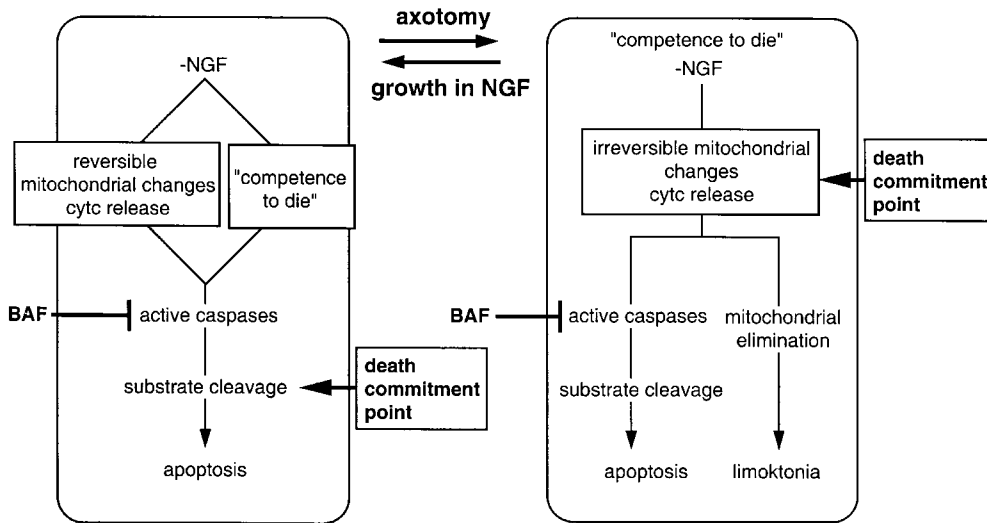 axotomy
growth in NGF
-NGF
reversible
mitochondrial changes
cytc release
"competence
to die"
BAF
active caspases
substrate cleavage
death
commitment
point
apoptosis
"competence to die"
-NGF
irreversible mitochondrial
changes
cytc release
death
commitment
point
BAF
active caspases
mitochondrial
elimination
substrate cleavage
apoptosis
limoktonia